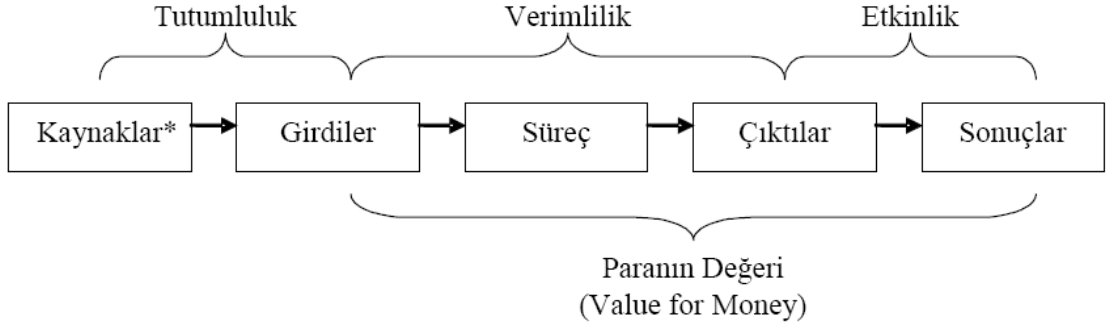 Tutumluluk Verimlilik Etkinlik
Kaynaklar* Girdiler Süreç Çıktılar Sonuçlar
Paranın Değeri
(Value for Money)